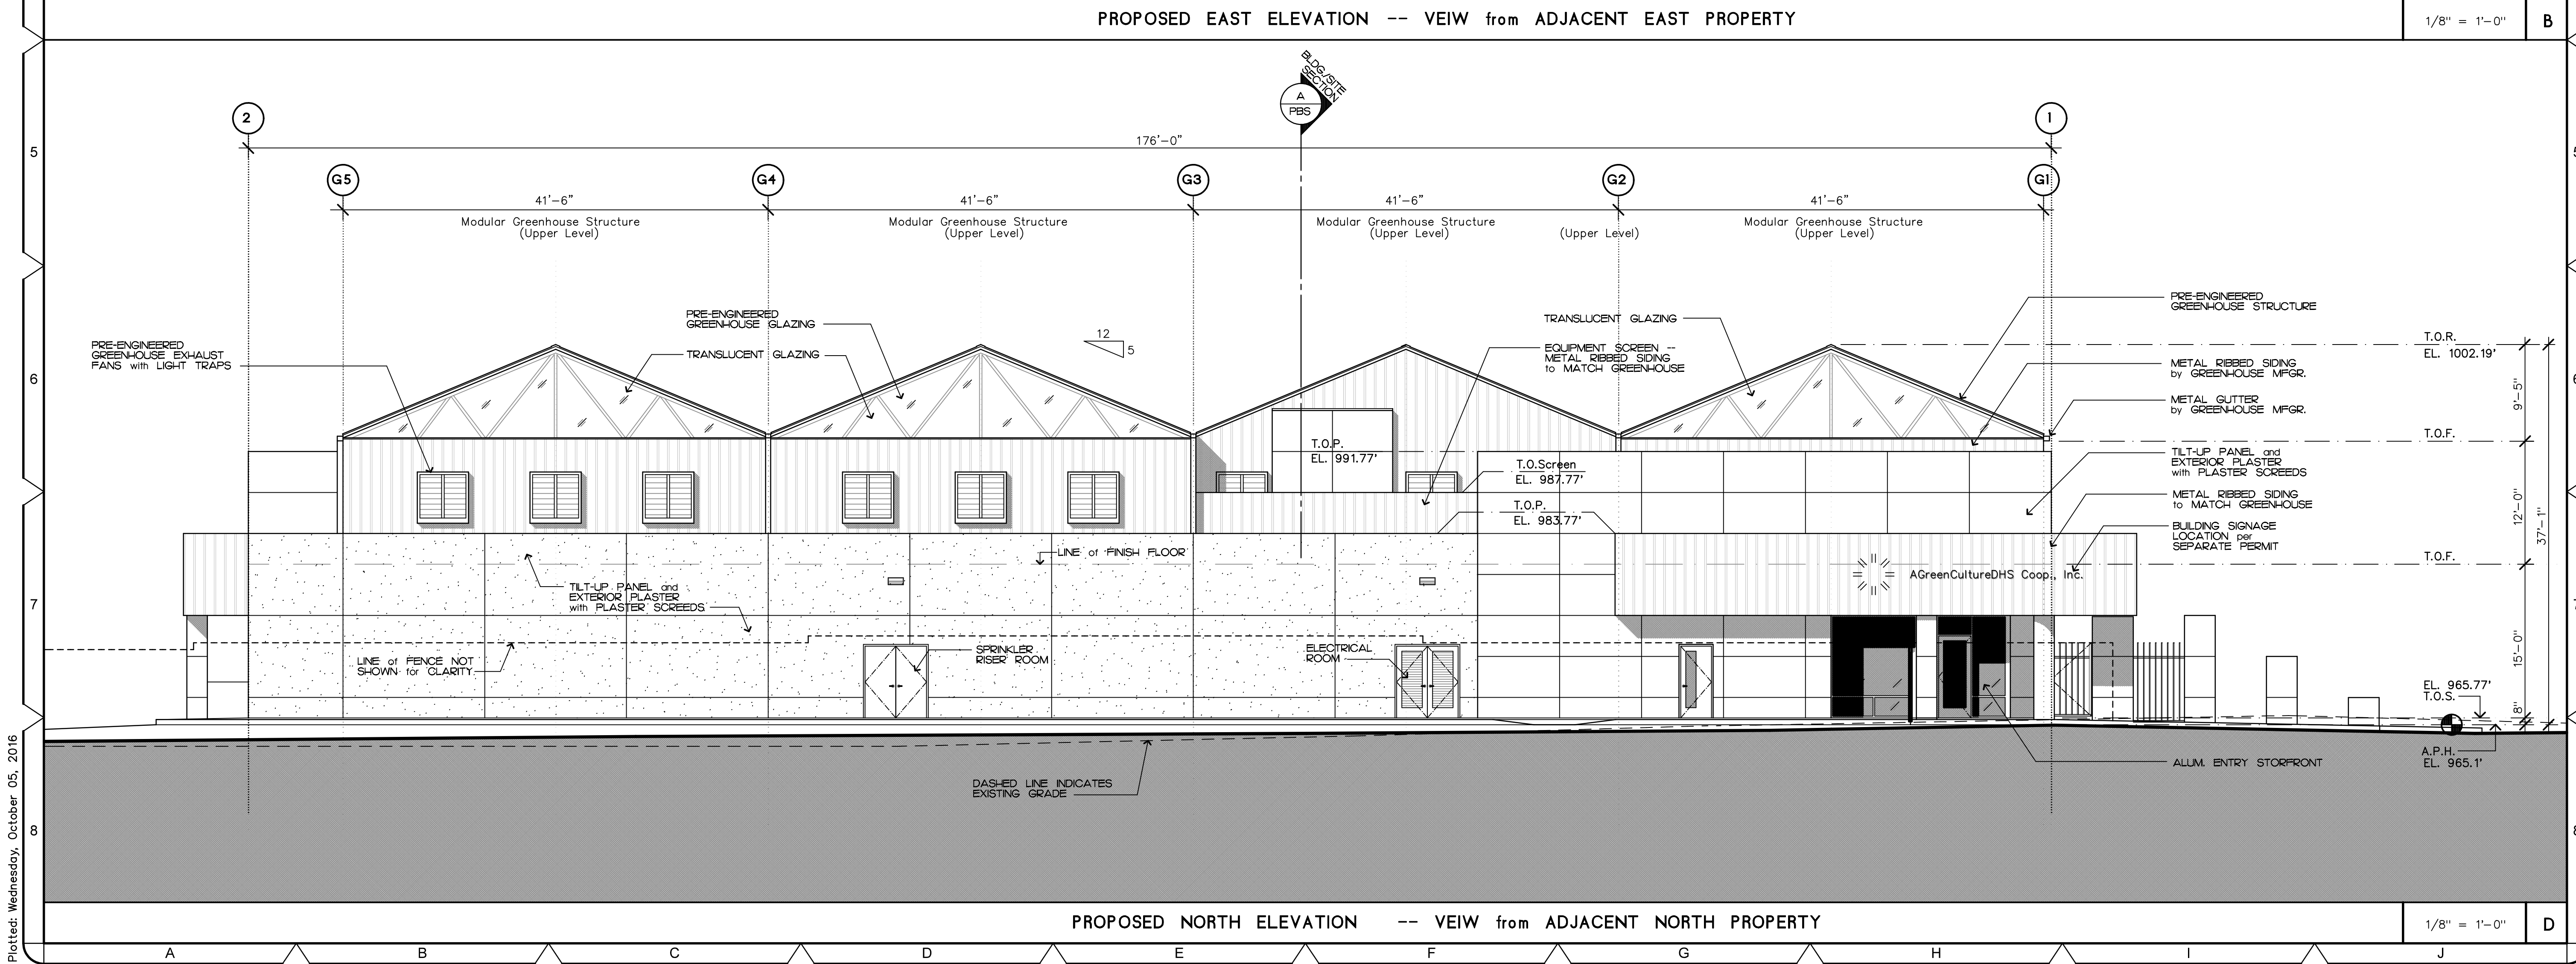 PROPOSED EAST ELEVATION -- VEIW from ADJACENT EAST PROPERTY
1/8" = 1'-0"
B
BLDG/SITE
SECTION
A
PBS
2
1
176'-0"
5
G5
G4
G3
G2
G1
41'-6"
41'-6"
41'-6"
41'-6"
Modular Greenhouse Structure
(Upper Level)
Modular Greenhouse Structure
(Upper Level)
Modular Greenhouse Structure
(Upper Level)
(Upper Level)
Modular Greenhouse Structure
(Upper Level)
PRE-ENGINEERED
GREENHOUSE EXHAUST
FANS with LIGHT TRAPS
PRE-ENGINEERED
GREENHOUSE GLAZING
TRANSLUCENT GLAZING
12
5
TRANSLUCENT GLAZING
EQUIPMENT SCREEN --
METAL RIBBED SIDING
to MATCH GREENHOUSE
PRE-ENGINEERED
GREENHOUSE STRUCTURE
METAL RIBBED SIDING
by GREENHOUSE MFGR.
METAL GUTTER
by GREENHOUSE MFGR.
TILT-UP PANEL and
EXTERIOR PLASTER
with PLASTER SCREEDS
METAL RIBBED SIDING
to MATCH GREENHOUSE
BUILDING SIGNAGE
LOCATION per
SEPARATE PERMIT
T.O.R.
EL. 1002.19'
T.O.F.
T.O.F.
9'-5"
12'-0"
37'-1"
15'-0"
8"
6
T.O.P.
EL. 991.77'
T.O.Screen
EL. 987.77'
T.O.P.
EL. 983.77'
LINE of FINISH FLOOR
TILT-UP PANEL and
EXTERIOR PLASTER
with PLASTER SCREEDS
AGreenCultureDHS Coop., Inc.
7
LINE of FENCE NOT
SHOWN for CLARITY
SPRINKLER
RISER ROOM
ELECTRICAL
ROOM
EL. 965.77'
T.O.S.
A.P.H.
EL. 965.1'
ALUM. ENTRY STORFRONT
DASHED LINE INDICATES
EXISTING GRADE
8
Plotted: Wednesday, October 05, 2016
PROPOSED NORTH ELEVATION -- VEIW from ADJACENT NORTH PROPERTY
1/8" = 1'-0"
D
A B C D E F G H I J